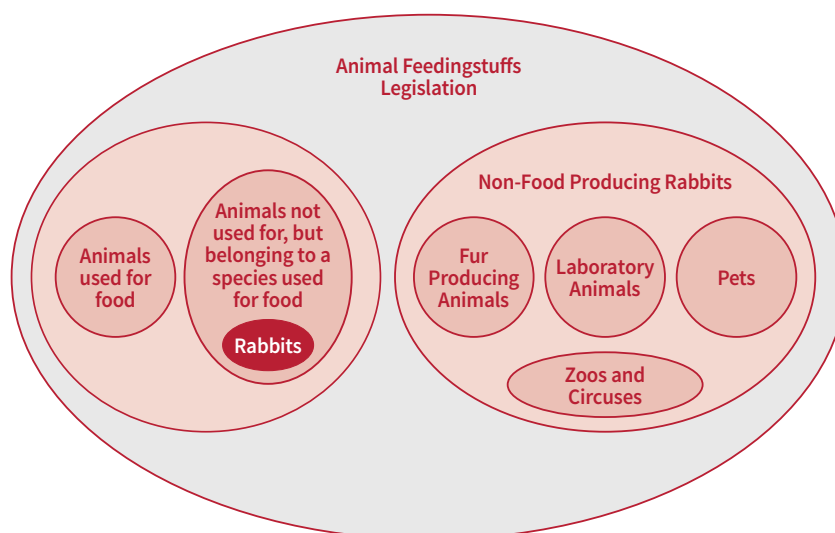 Animal Feedingstuffs
Legislation
Animals
used for
food
Animals not
used for, but
belonging to a
species used
for food
Rabbits
Non-Food Producing Rabbits
Fur
Producing
Animals
Laboratory
Animals
Pets
Zoos and
Circuses